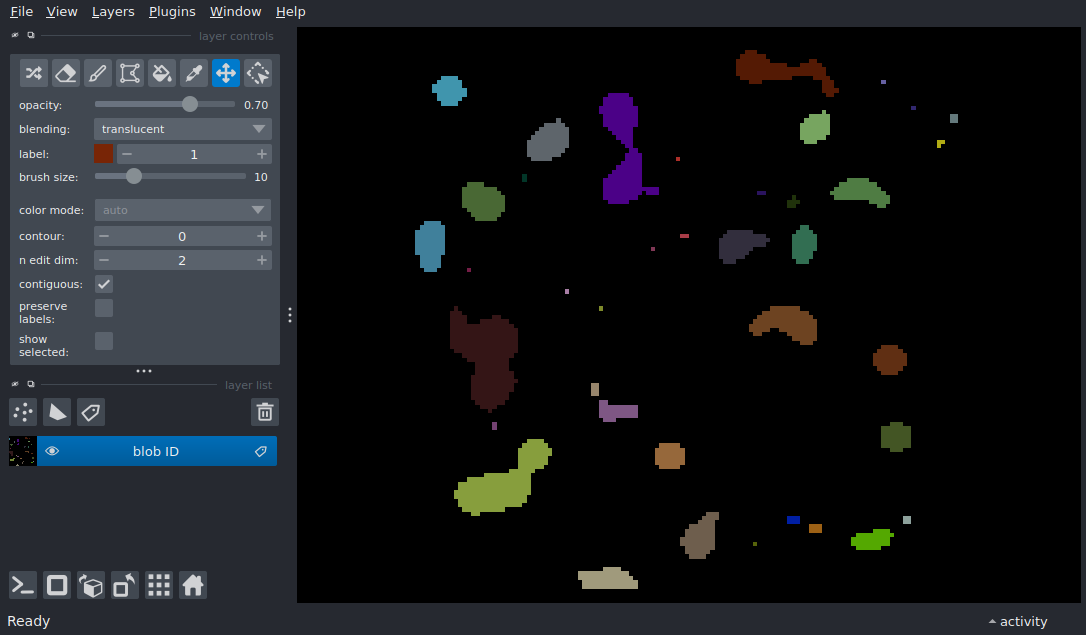 File View Layers Plugins Window Help
layer controls
opacity: 0.70
blending: translucent
label: 1
brush size: 10
color mode: auto
contour: 0
n edit dim: 2
contiguous:
preserve
labels:
show
selected:
layer list
blob ID
Ready activity